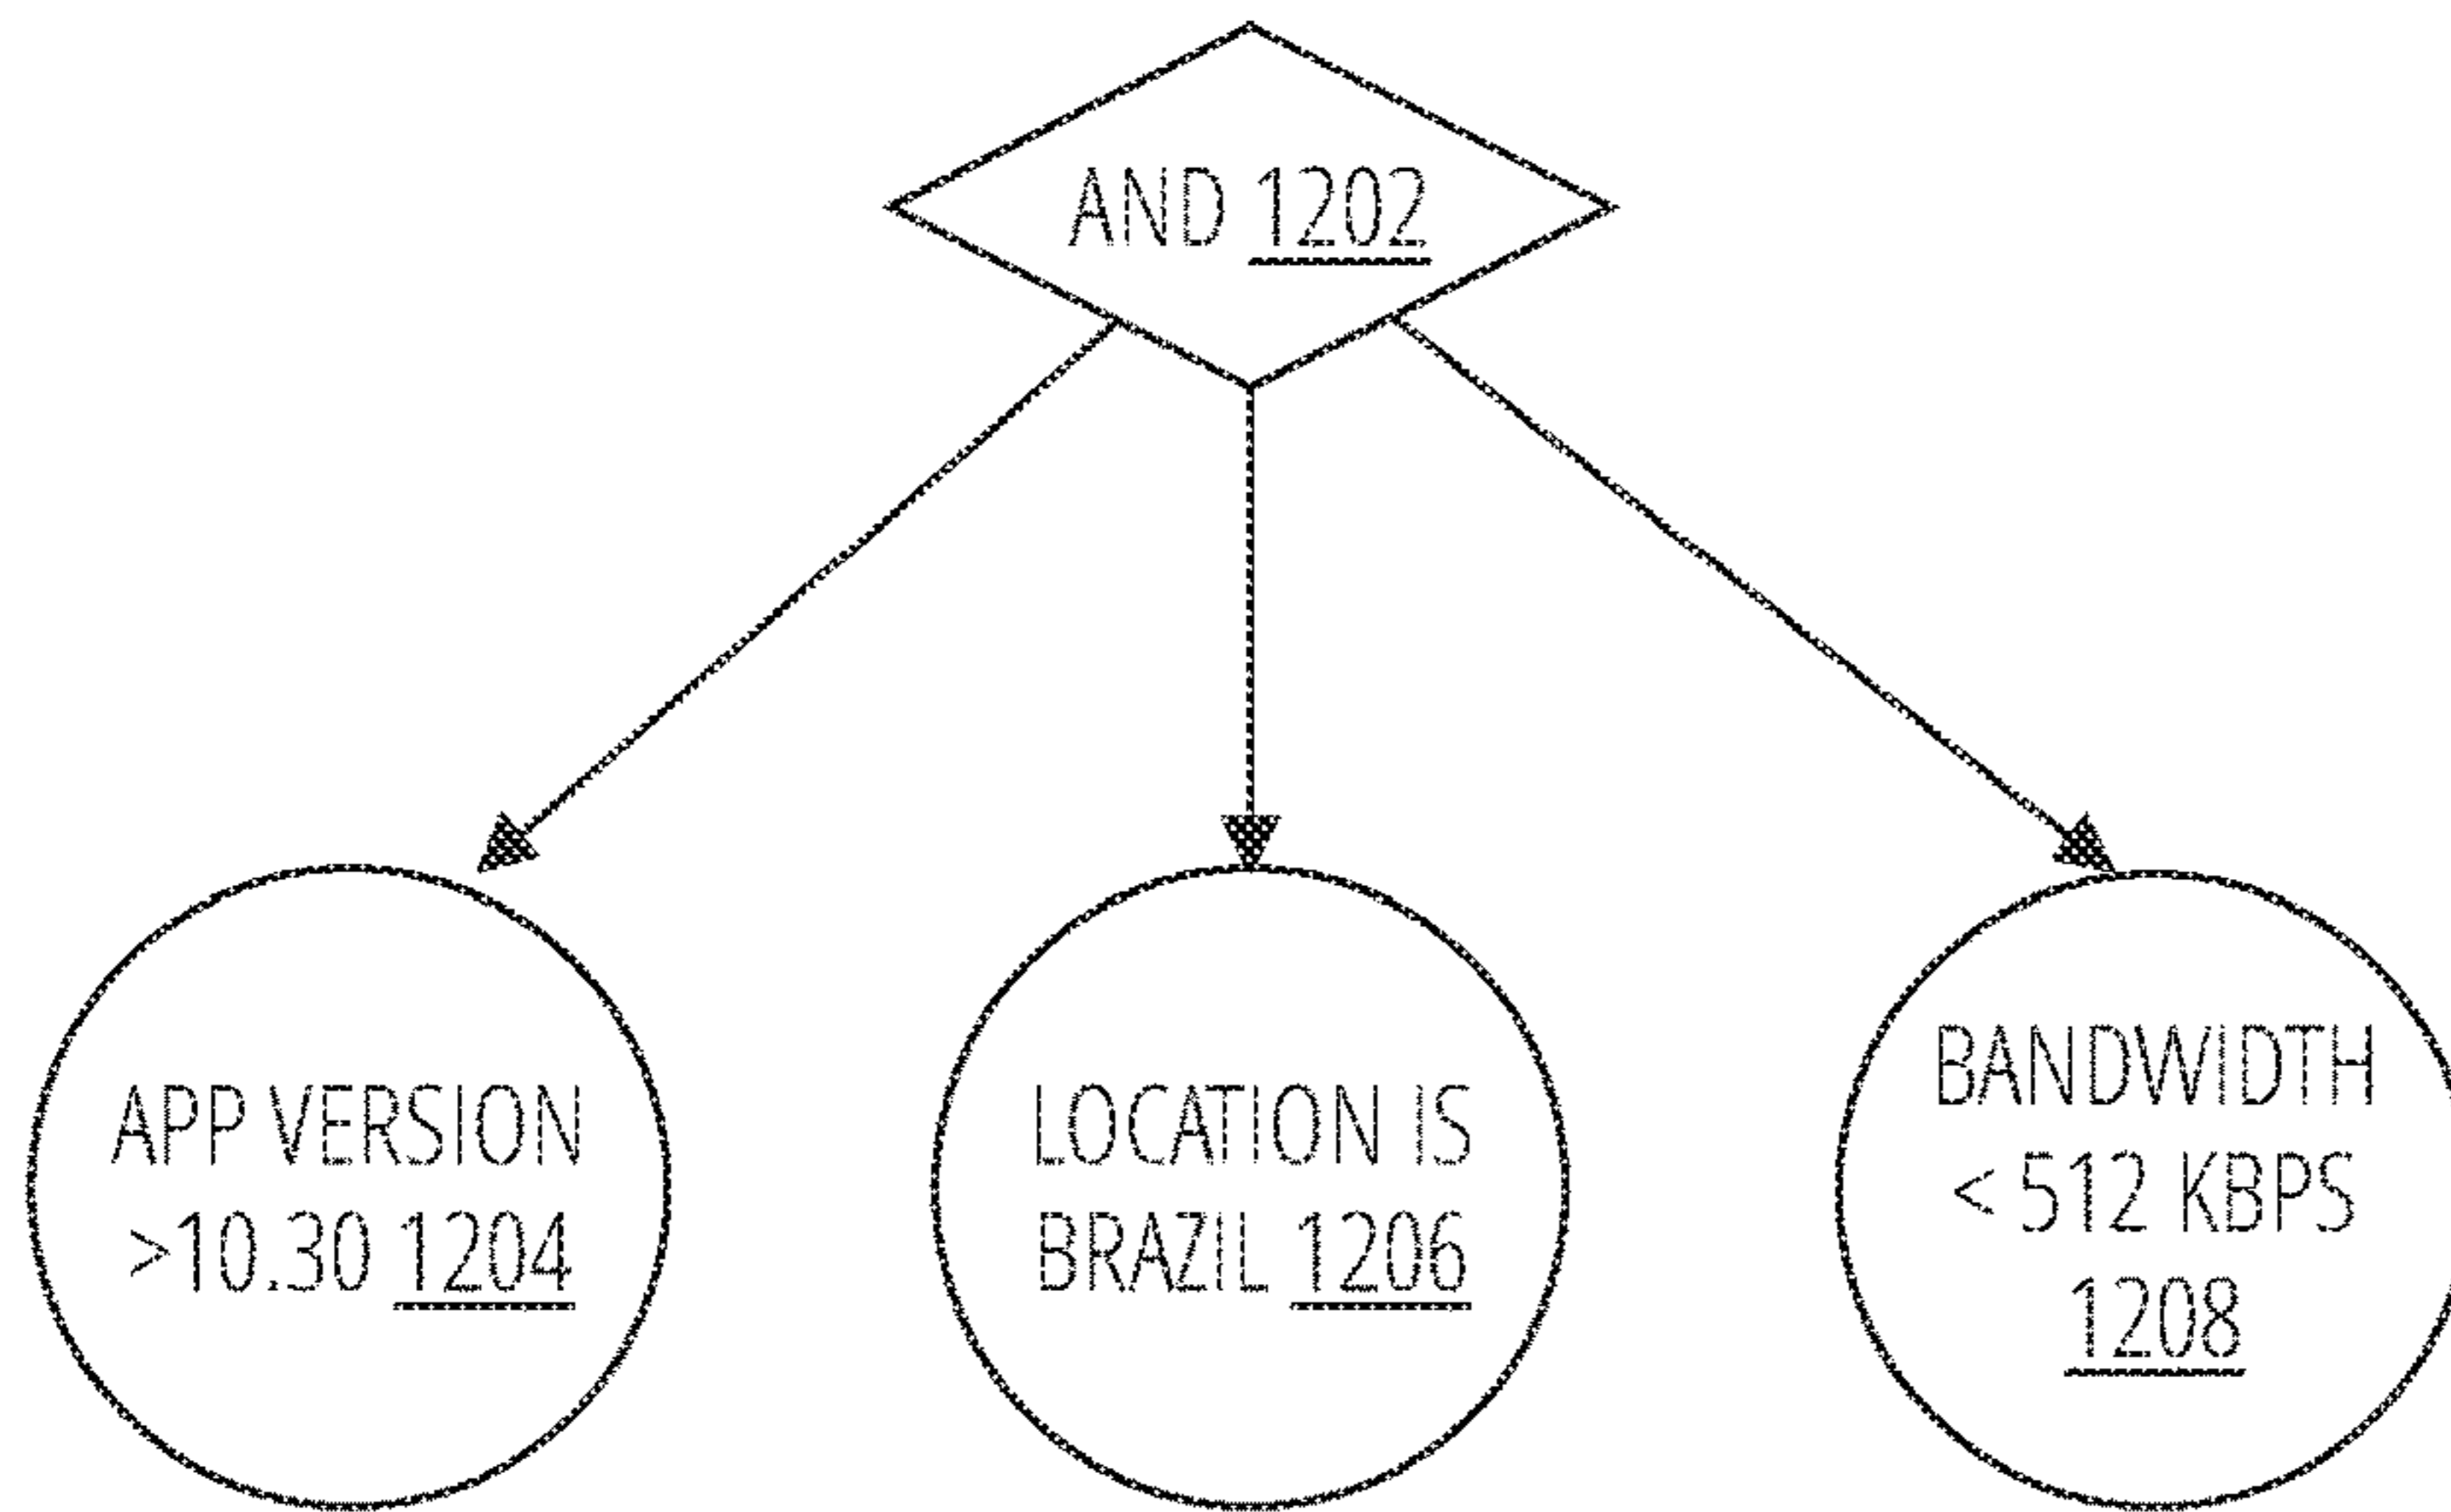 AND 1202
APP VERSION
>10.30 1204
LOCATION IS
BRAZIL 1206
BANDWIDTH
< 512 KBPS
1208